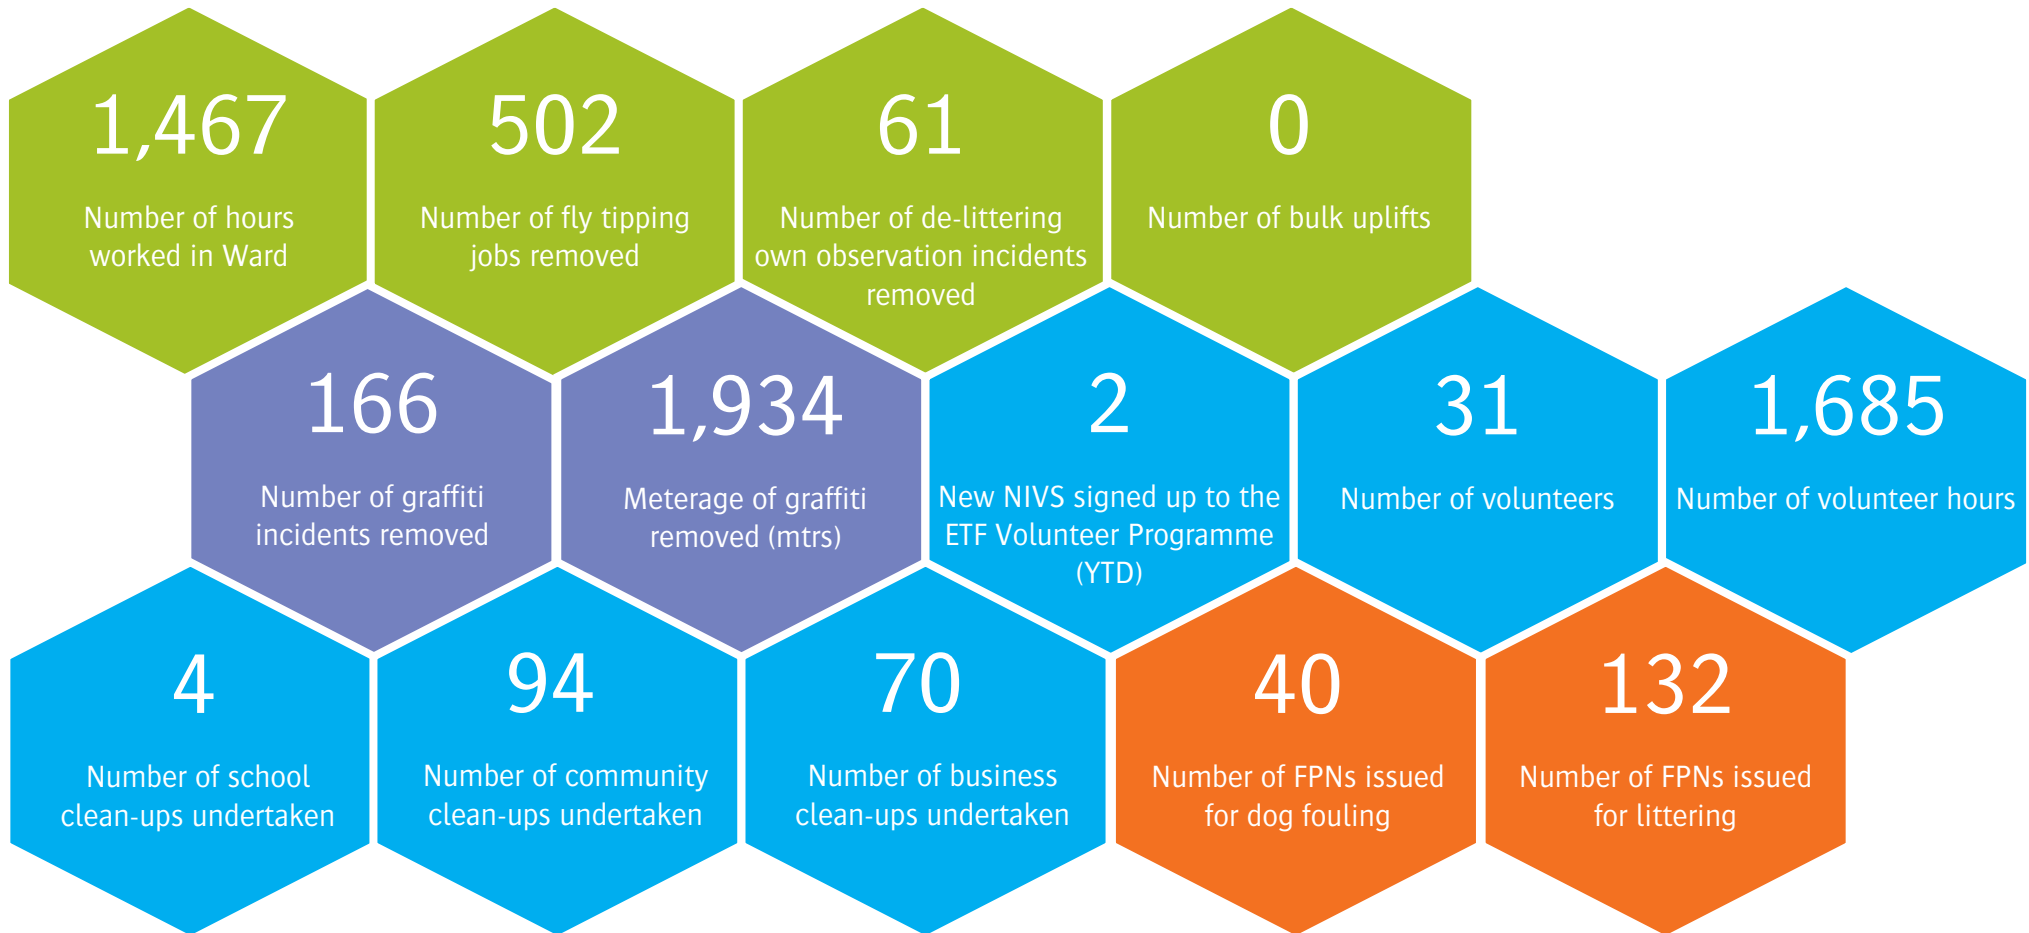 1,467
Number of hours
worked in Ward
502
Number of fly tipping
jobs removed
61
Number of de-littering
own observation incidents
removed
0
Number of bulk uplifts
166
Number of graffiti
incidents removed
1,934
Meterage of graffiti
removed (mtrs)
2
New NIVS signed up to the
ETF Volunteer Programme
(YTD)
31
Number of volunteers
1,685
Number of volunteer hours
4
Number of school
clean-ups undertaken
94
Number of community
clean-ups undertaken
70
Number of business
clean-ups undertaken
40
Number of FPNs issued
for dog fouling
132
Number of FPNs issued
for littering